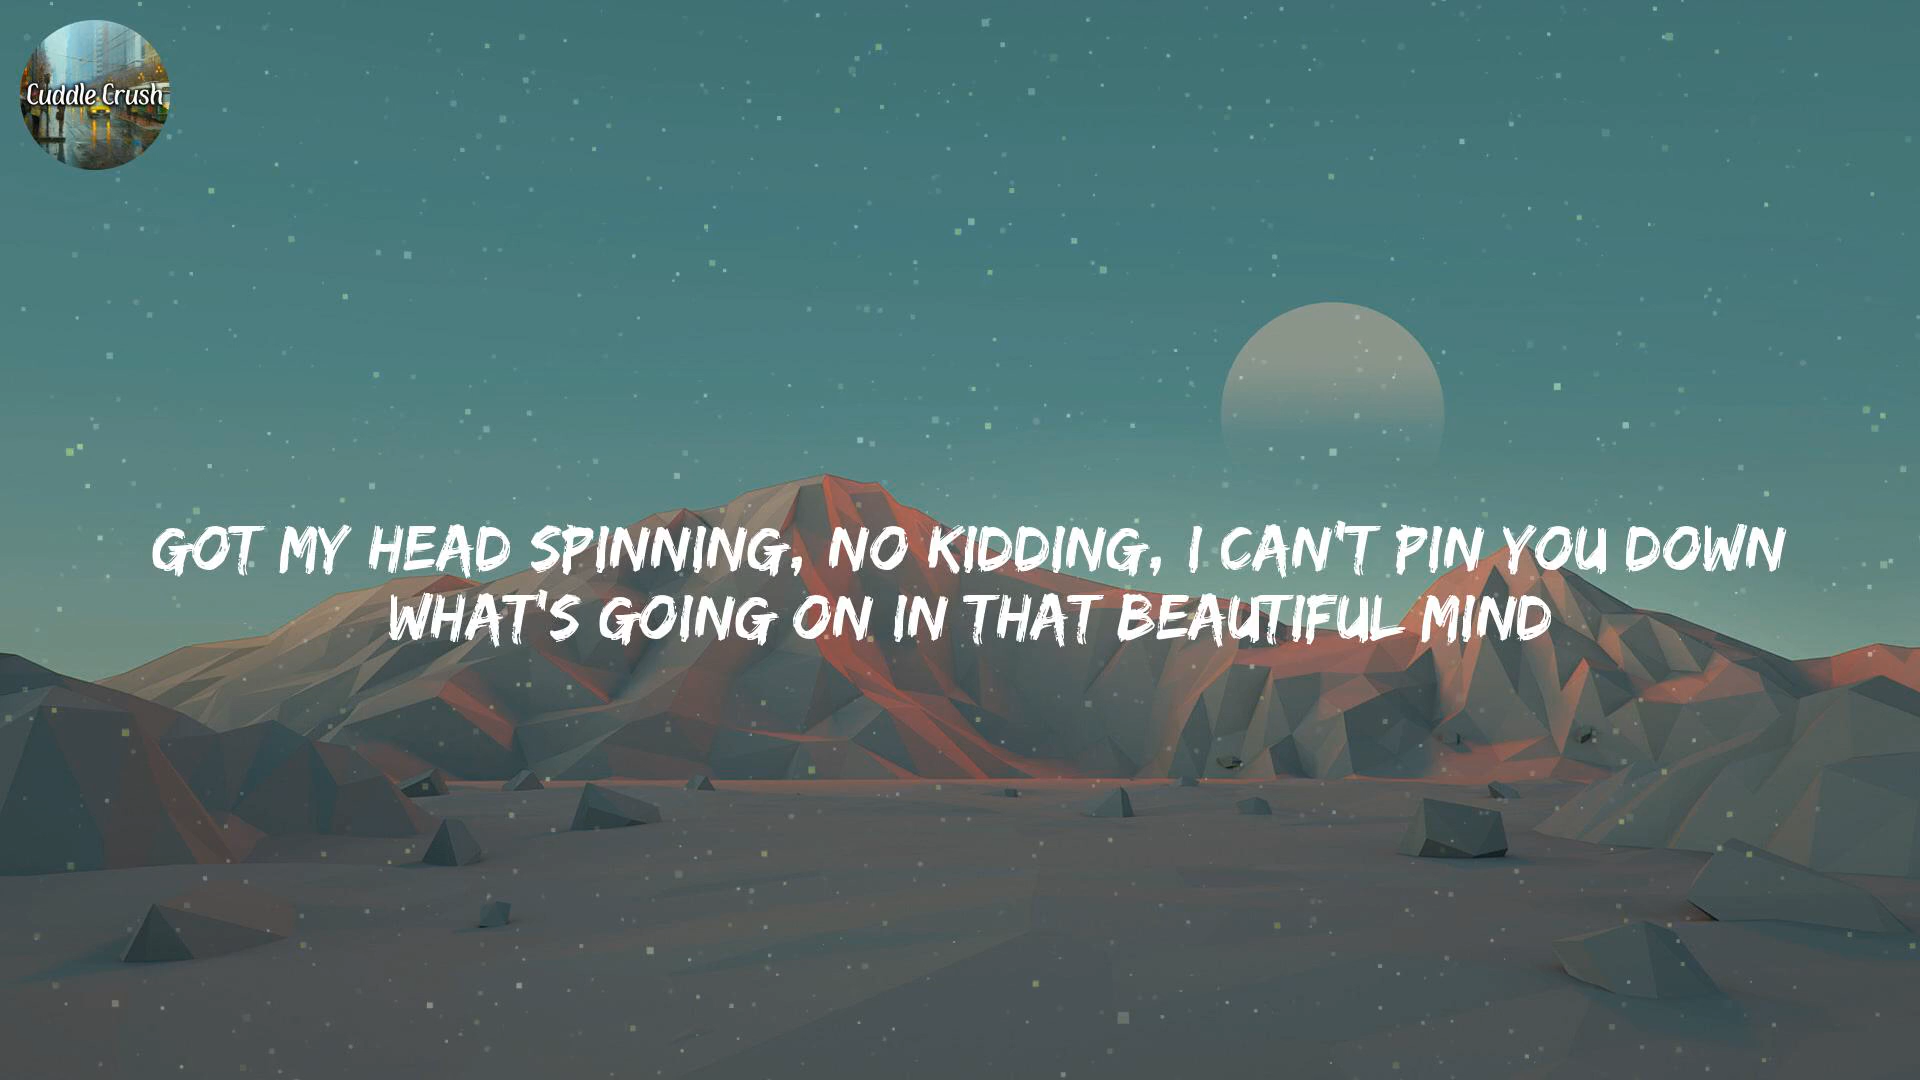 Cuddle Crush
GOT MY HEAD SPINNING, NO KIDDING, I CAN'T PIN YOU DOWN
WHAT'S GOING ON IN THAT BEAUTIFUL MIND